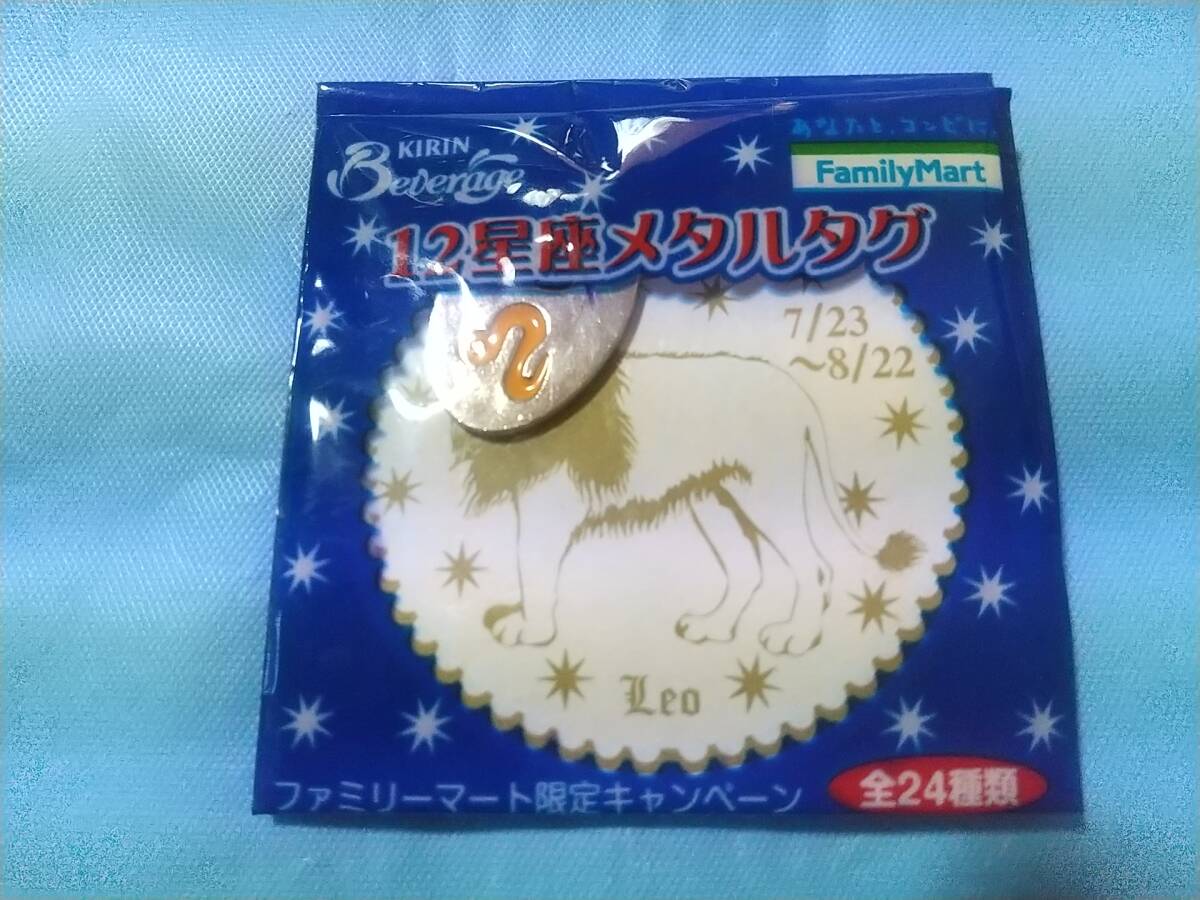 KIRIN
Beverage
あなたと、コンビに、
FamilyMart
12星座メタルタグ
7/23
～8/22
Leo
ファミリーマート限定キャンペーン
全24種類